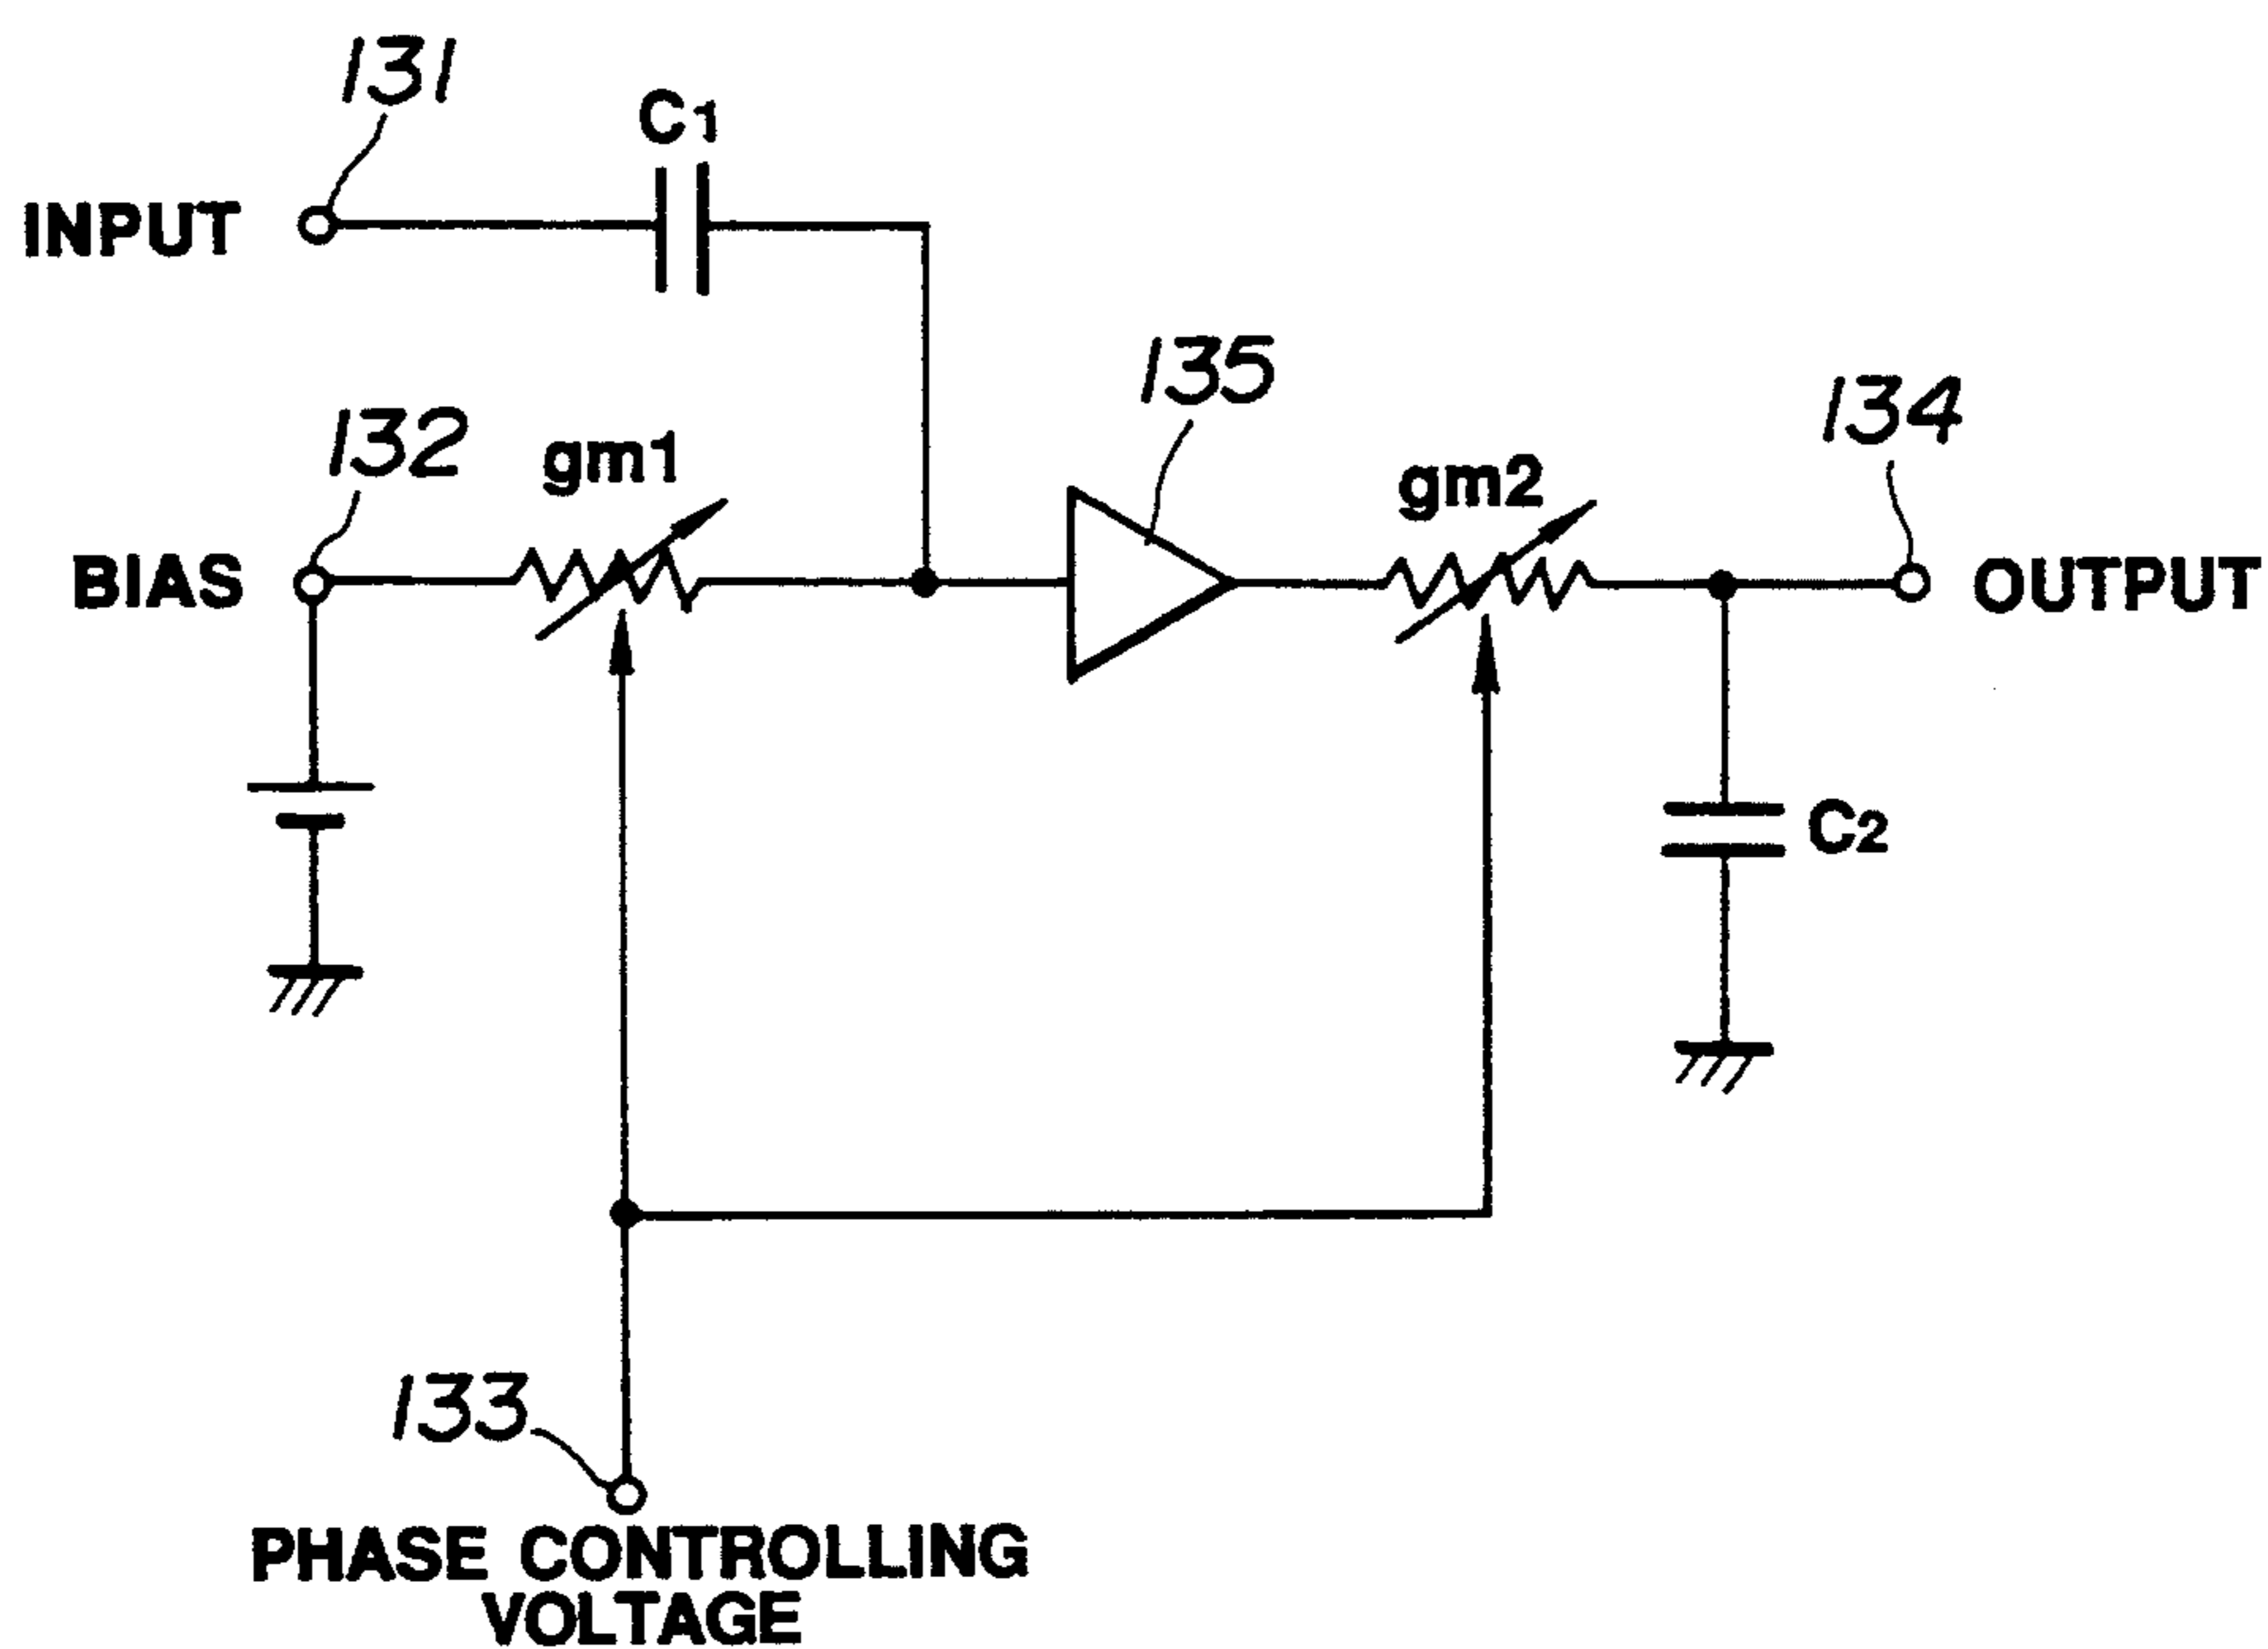 131
C1
INPUT
135
134
132
gm1
gm2
BIAS
OUTPUT
C2
133
PHASE CONTROLLING
VOLTAGE